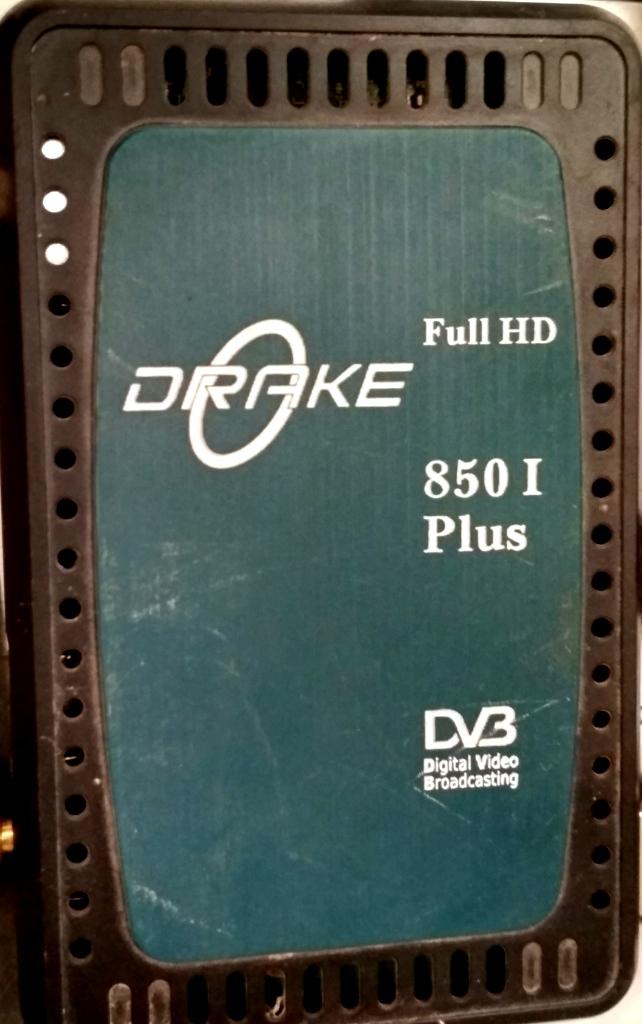 Full HD
DRAKE
850 I
Plus
DVB
Digital Video
Broadcasting